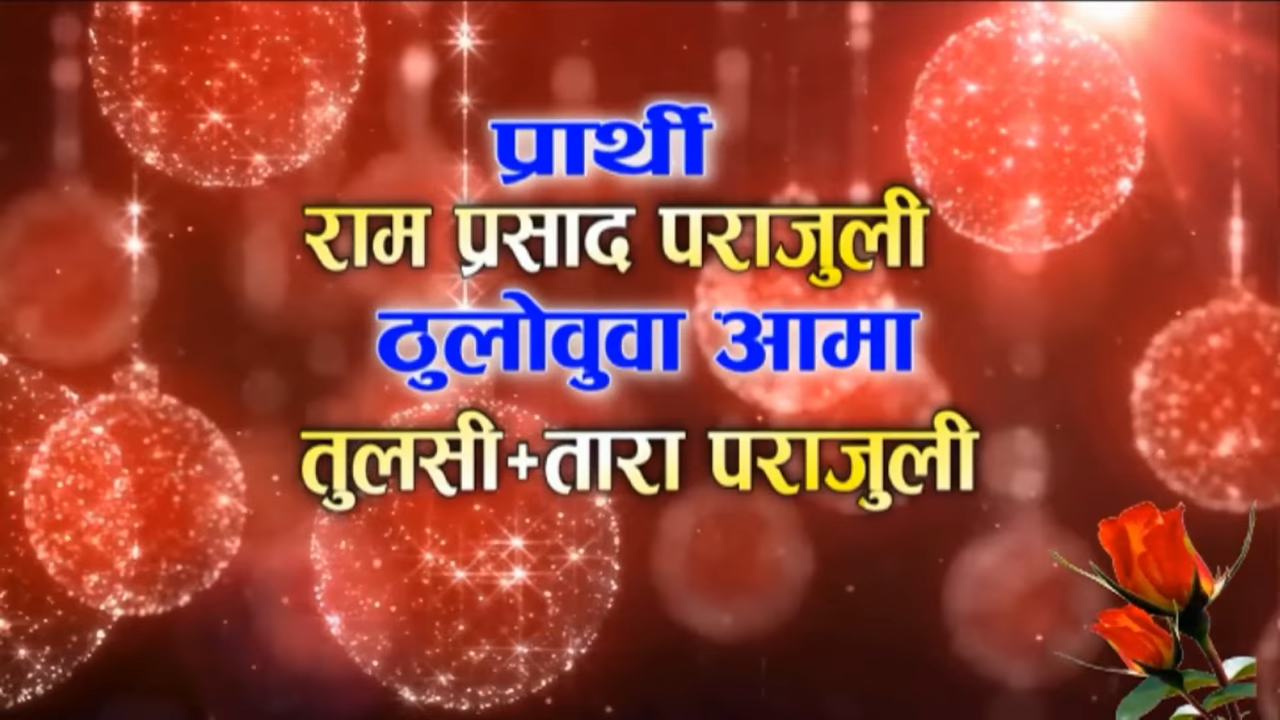 प्रार्थी
राम प्रसाद पराजुली
ठुलोवुवा आमा
तुलसी+तारा पराजुली